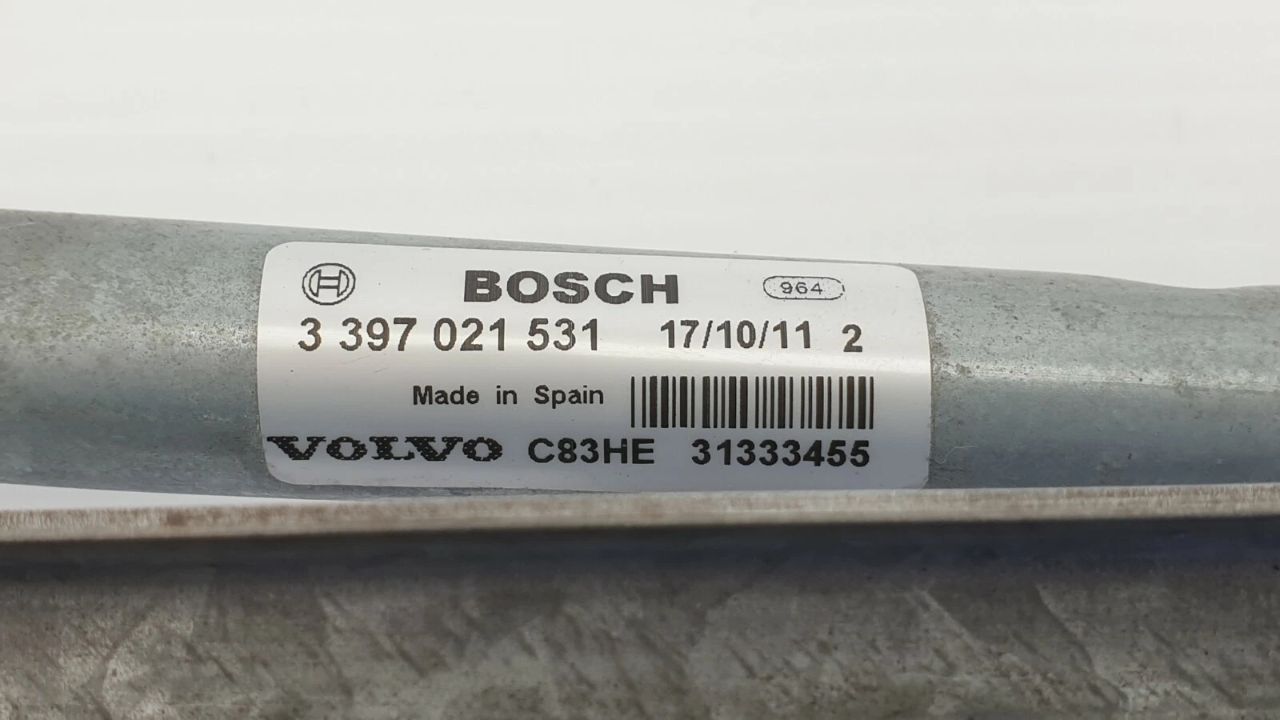 BOSCH 964
3 397 021 531 17/10/11 2
Made in Spain
VOLVO C83HE 31333455